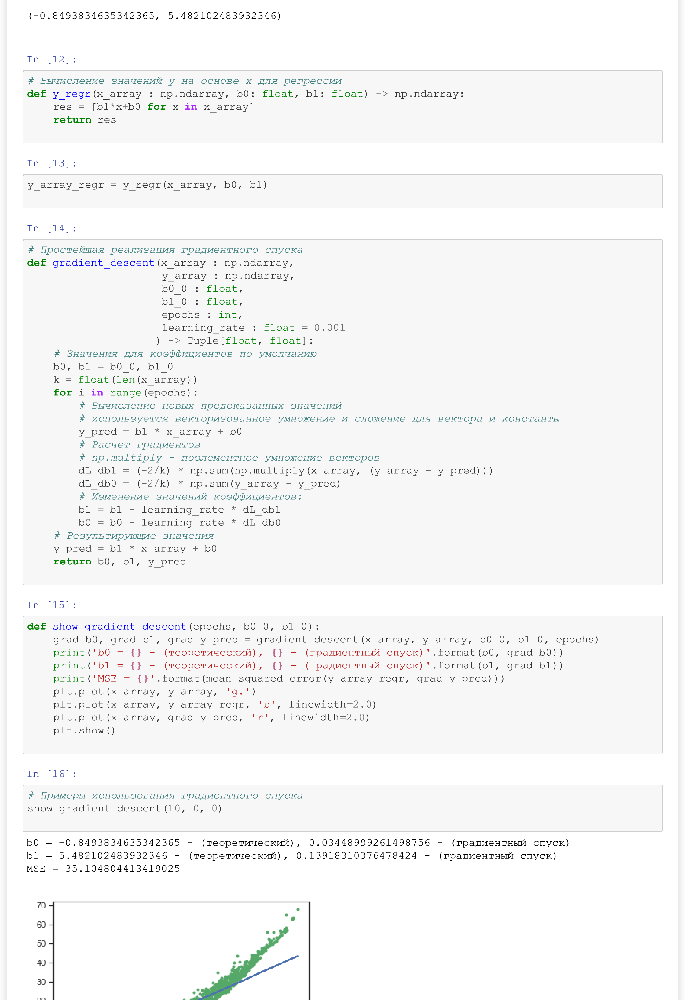 (-0.8493834635342365, 5.482102483932346)
In [12]:
# Вычисление значений y на основе x для регрессии
def y_regr(x_array : np.ndarray, b0: float, b1: float) -> np.ndarray:
    res = [b1*x+b0 for x in x_array]
    return res
In [13]:
y_array_regr = y_regr(x_array, b0, b1)
In [14]:
# Простейшая реализация градиентного спуска
def gradient_descent(x_array : np.ndarray,
                     y_array : np.ndarray,
                     b0_0 : float,
                     b1_0 : float,
                     epochs : int,
                     learning_rate : float = 0.001
                    ) -> Tuple[float, float]:
    # Значения для коэффициентов по умолчанию
    b0, b1 = b0_0, b1_0
    k = float(len(x_array))
    for i in range(epochs):
        # Вычисление новых предсказанных значений
        # используется векторизованное умножение и сложение для вектора и константы
        y_pred = b1 * x_array + b0
        # Расчет градиентов
        # np.multiply - поэлементное умножение векторов
        dL_db1 = (-2/k) * np.sum(np.multiply(x_array, (y_array - y_pred)))
        dL_db0 = (-2/k) * np.sum(y_array - y_pred)
        # Изменение значений коэффициентов:
        b1 = b1 - learning_rate * dL_db1
        b0 = b0 - learning_rate * dL_db0
    # Результирующие значения
    y_pred = b1 * x_array + b0
    return b0, b1, y_pred
In [15]:
def show_gradient_descent(epochs, b0_0, b1_0):
    grad_b0, grad_b1, grad_y_pred = gradient_descent(x_array, y_array, b0_0, b1_0, epochs)
    print('b0 = {} - (теоретический), {} - (градиентный спуск)'.format(b0, grad_b0))
    print('b1 = {} - (теоретический), {} - (градиентный спуск)'.format(b1, grad_b1))
    print('MSE = {}'.format(mean_squared_error(y_array_regr, grad_y_pred)))
    plt.plot(x_array, y_array, 'g.')
    plt.plot(x_array, y_array_regr, 'b', linewidth=2.0)
    plt.plot(x_array, grad_y_pred, 'r', linewidth=2.0)
    plt.show()
In [16]:
# Примеры использования градиентного спуска
show_gradient_descent(10, 0, 0)
b0 = -0.8493834635342365 - (теоретический), 0.03448999261498756 - (градиентный спуск)
b1 = 5.482102483932346 - (теоретический), 0.13918310376478424 - (градиентный спуск)
MSE = 35.104804413419025
70
60
50
40
30